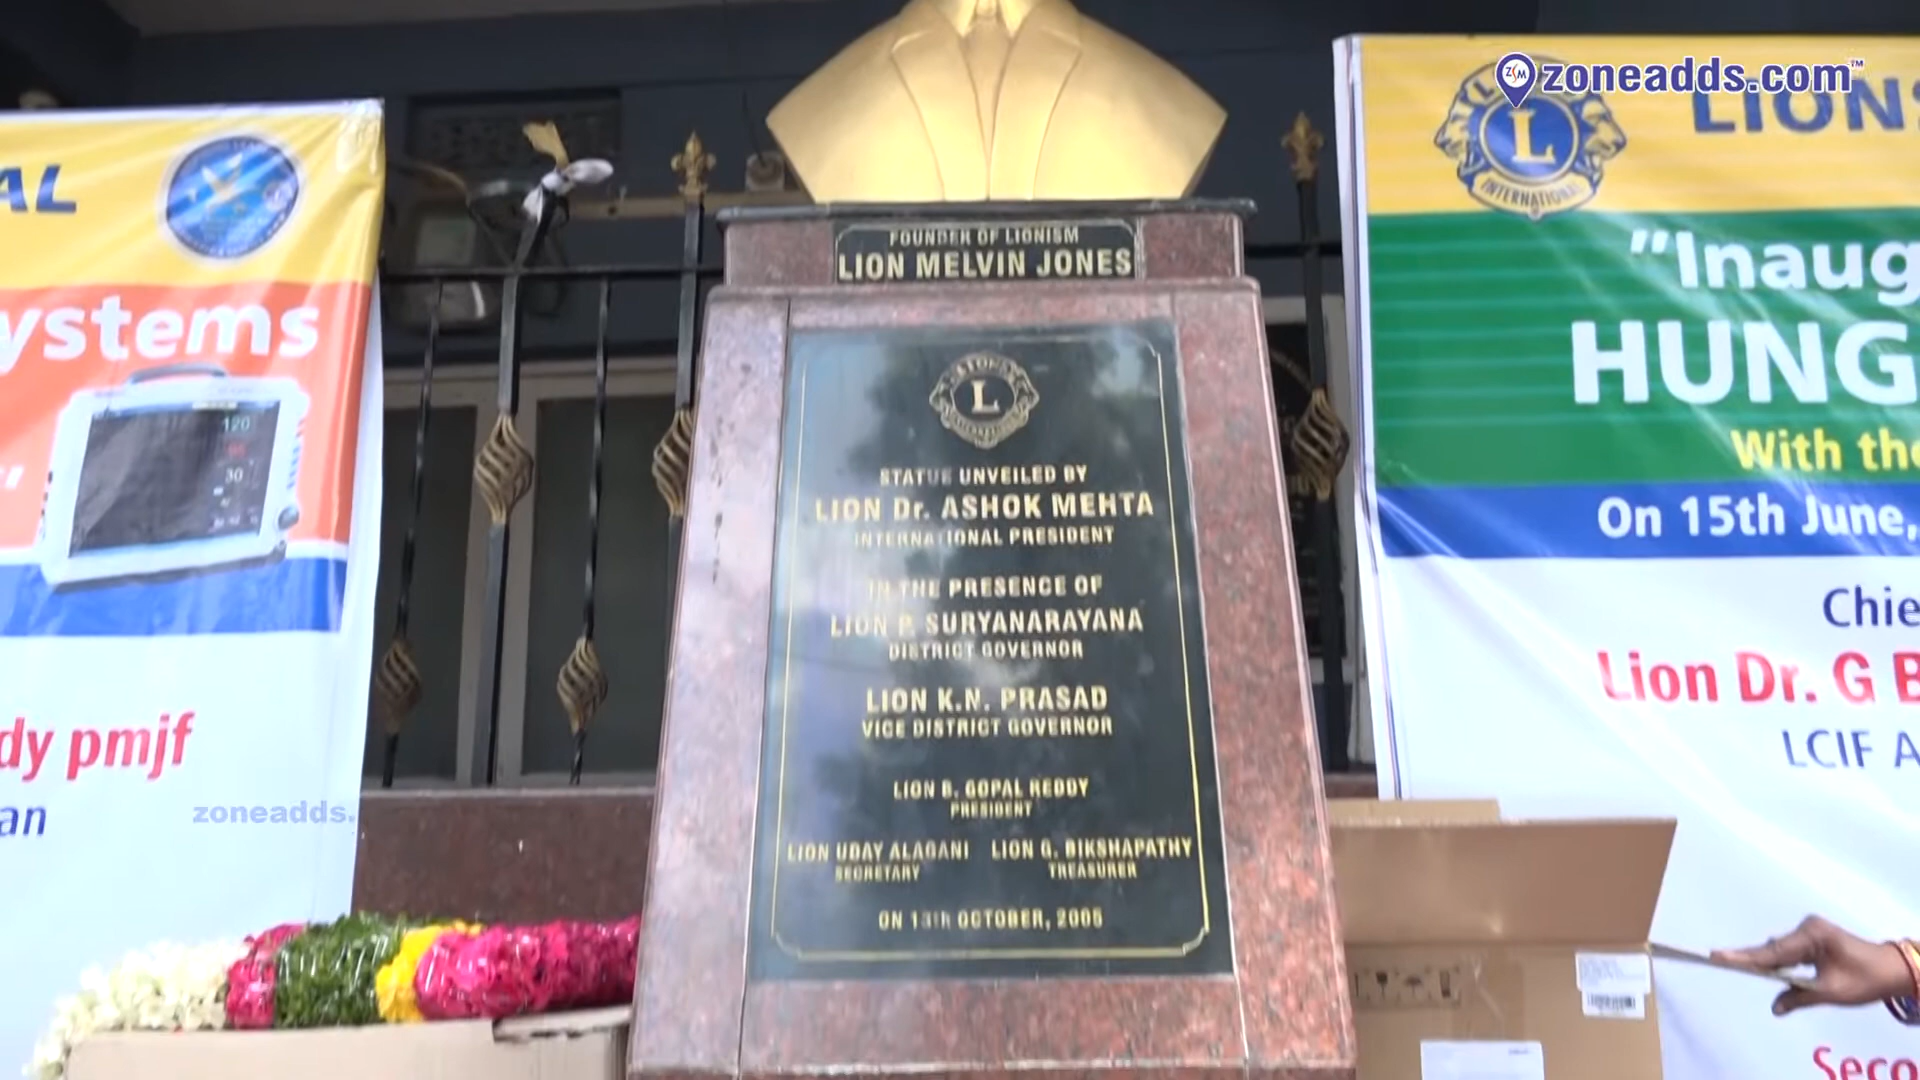 zoneadds.com™
FOUNDER OF LIONISM
LION MELVIN JONES
L
STATUE UNVEILED BY
LION Dr. ASHOK MEHTA
INTERNATIONAL PRESIDENT
IN THE PRESENCE OF
LION P. SURYANARAYANA
DISTRICT GOVERNOR
LION K.N. PRASAD
VICE DISTRICT GOVERNOR
LION B. GOPAL REDDY
PRESIDENT
LION UDAY ALAGANI LION G. BIKSHAPATHY
SECRETARY TREASURER
ON 13th OCTOBER, 2005
AL
ystems
120
30
dy pmjf
an
zoneadds.
LIONS
L
INTERNATIONAL
"Inaug
HUNG
With the
On 15th June,
Chie
Lion Dr. G B
LCIF A
Seco